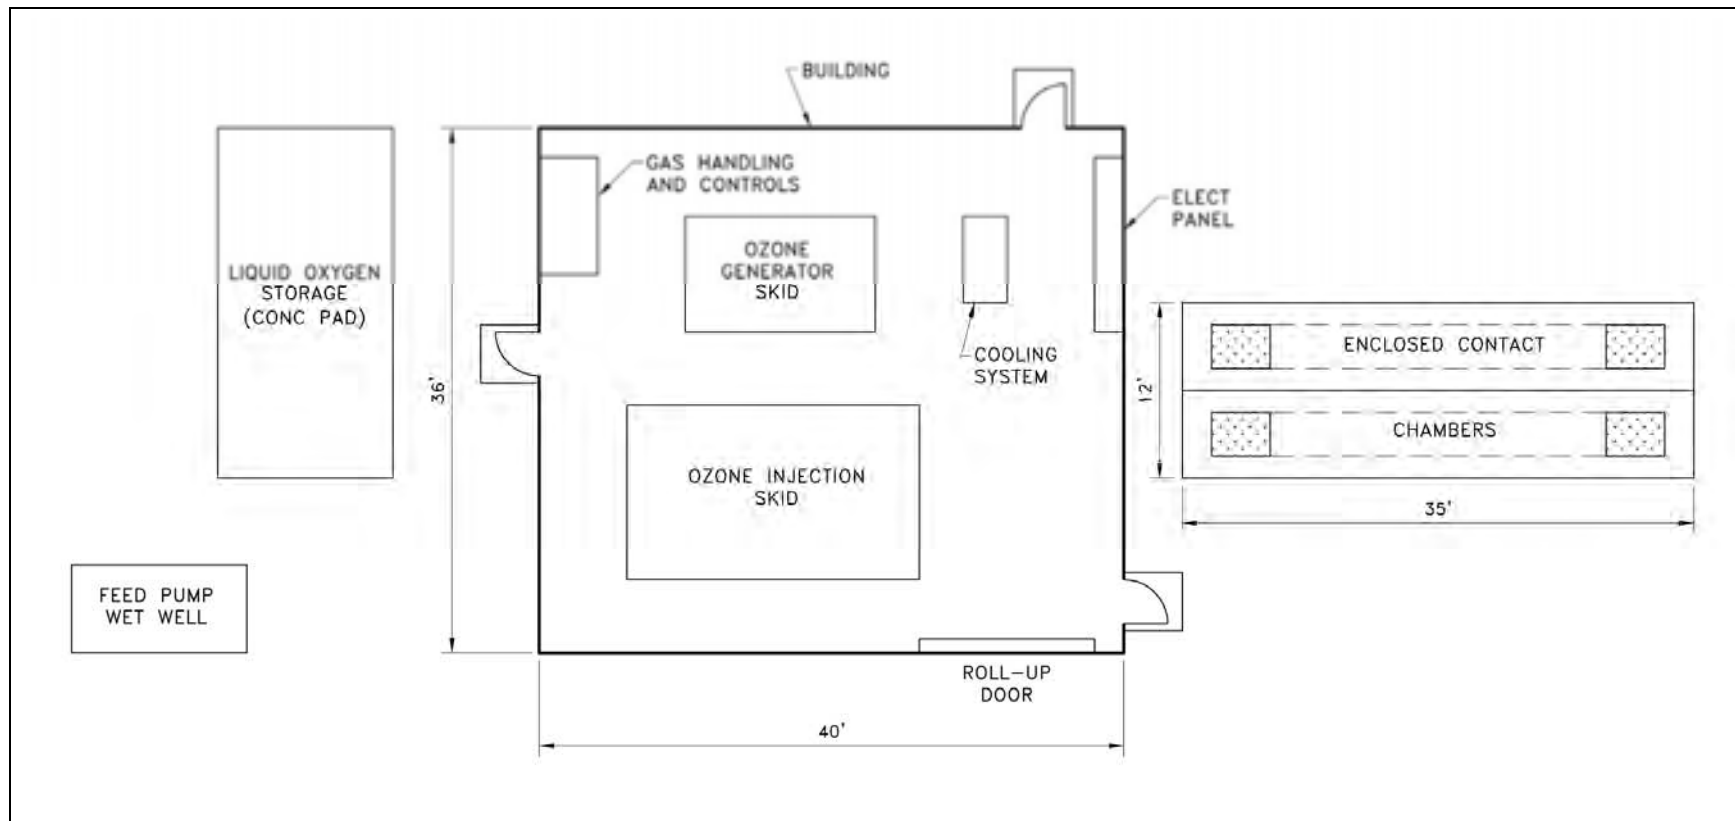 BUILDING
GAS HANDLING
AND CONTROLS
ELECT
PANEL
LIQUID OXYGEN
STORAGE
(CONC PAD)
OZONE
GENERATOR
SKID
COOLING
SYSTEM
36'
12'
ENCLOSED CONTACT
CHAMBERS
35'
OZONE INJECTION
SKID
FEED PUMP
WET WELL
ROLL-UP
DOOR
40'